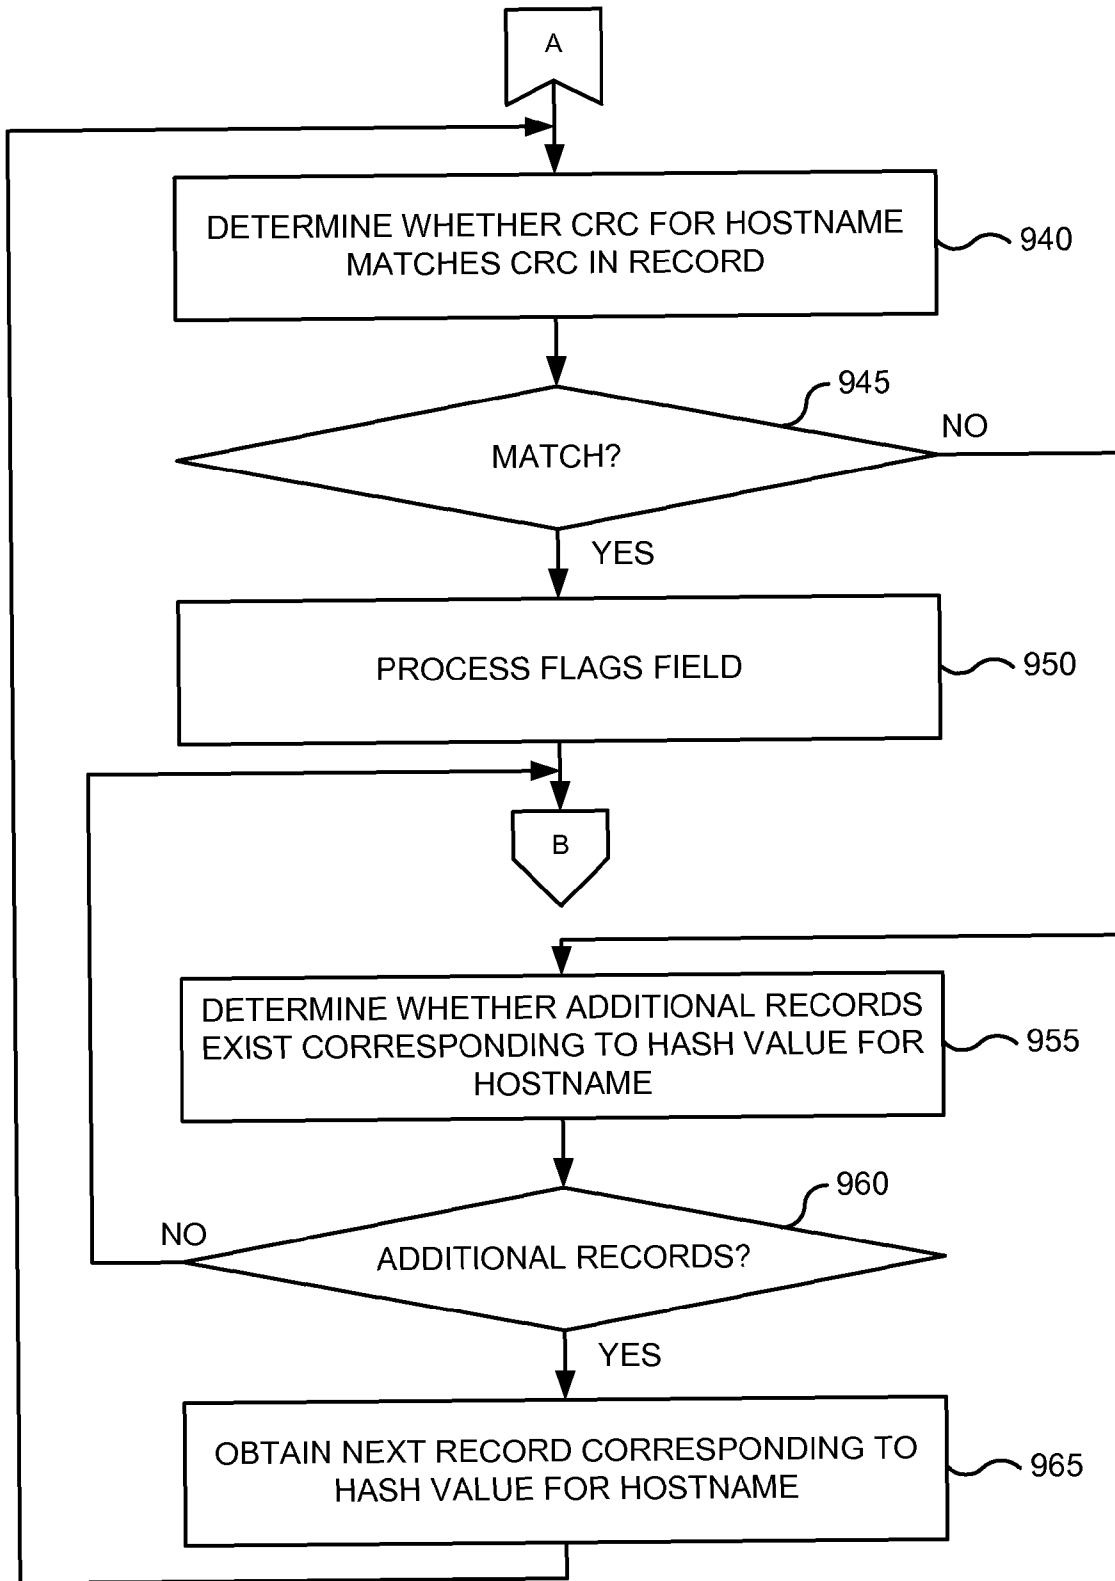 A
DETERMINE WHETHER CRC FOR HOSTNAME
MATCHES CRC IN RECORD
940
945
MATCH?
NO
YES
PROCESS FLAGS FIELD
950
B
DETERMINE WHETHER ADDITIONAL RECORDS
EXIST CORRESPONDING TO HASH VALUE FOR
HOSTNAME
955
960
NO
ADDITIONAL RECORDS?
YES
OBTAIN NEXT RECORD CORRESPONDING TO
HASH VALUE FOR HOSTNAME
965